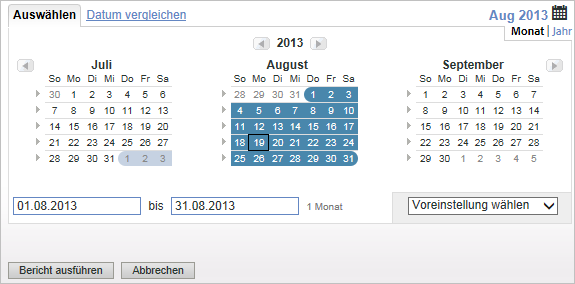 Auswählen Datum vergleichen Aug 2013
Monat | Jahr
2013
Juli August September
So Mo Di Mi Do Fr Sa So Mo Di Mi Do Fr Sa So Mo Di Mi Do Fr Sa
30 1 2 3 4 5 6 28 29 30 31 1 2 3 1 2 3 4 5 6 7
7 8 9 10 11 12 13 4 5 6 7 8 9 10 8 9 10 11 12 13 14
14 15 16 17 18 19 20 11 12 13 14 15 16 17 15 16 17 18 19 20 21
21 22 23 24 25 26 27 18 19 20 21 22 23 24 22 23 24 25 26 27 28
28 29 30 31 1 2 3 25 26 27 28 29 30 31 29 30 1 2 3 4 5
01.08.2013 bis 31.08.2013 1 Monat Voreinstellung wählen
Bericht ausführen Abbrechen